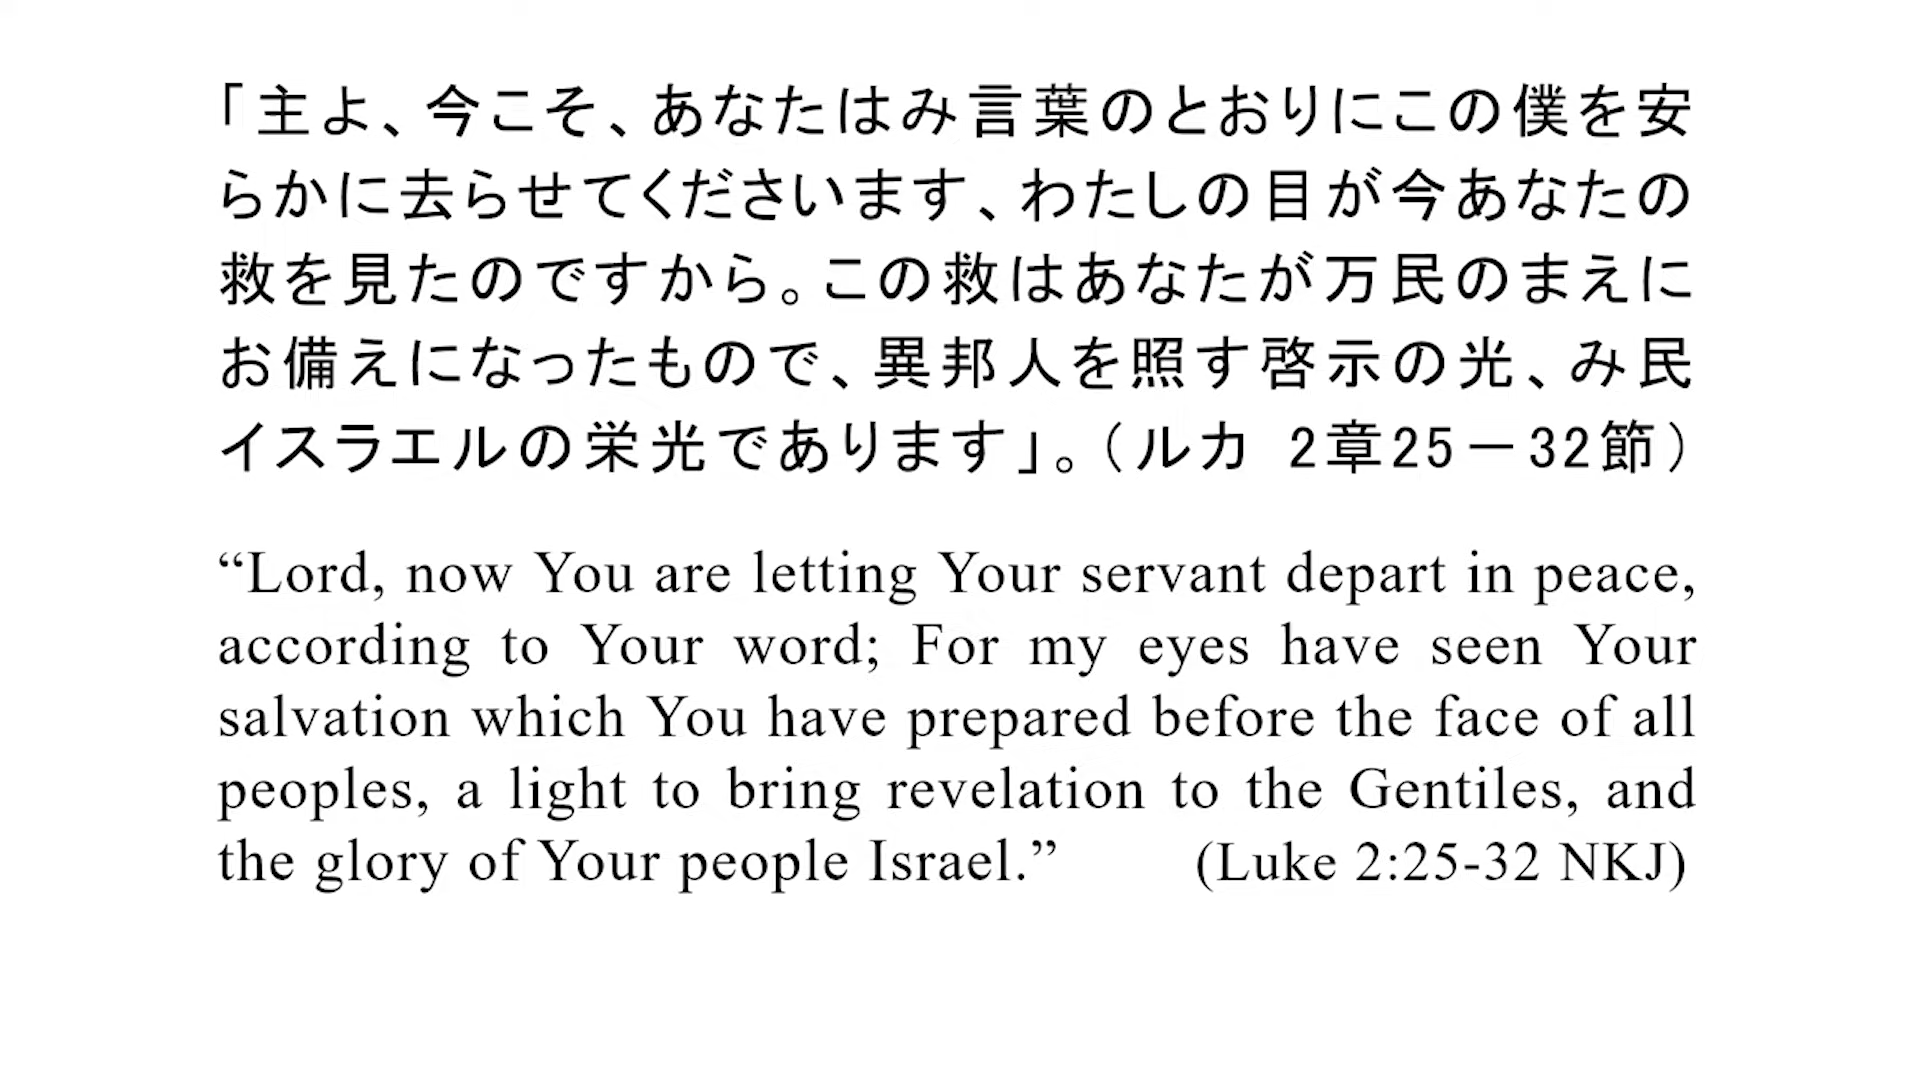 「主よ、今こそ、あなたはみ言葉のとおりにこの僕を安
らかに去らせてくださいます、わたしの目が今あなたの
救を見たのですから。この救はあなたが万民のまえに
お備えになったもので、異邦人を照す啓示の光、み民
イスラエルの栄光であります」。（ルカ 2章25－32節）
“Lord, now You are letting Your servant depart in peace,
according to Your word; For my eyes have seen Your
salvation which You have prepared before the face of all
peoples, a light to bring revelation to the Gentiles, and
the glory of Your people Israel.” (Luke 2:25-32 NKJ)